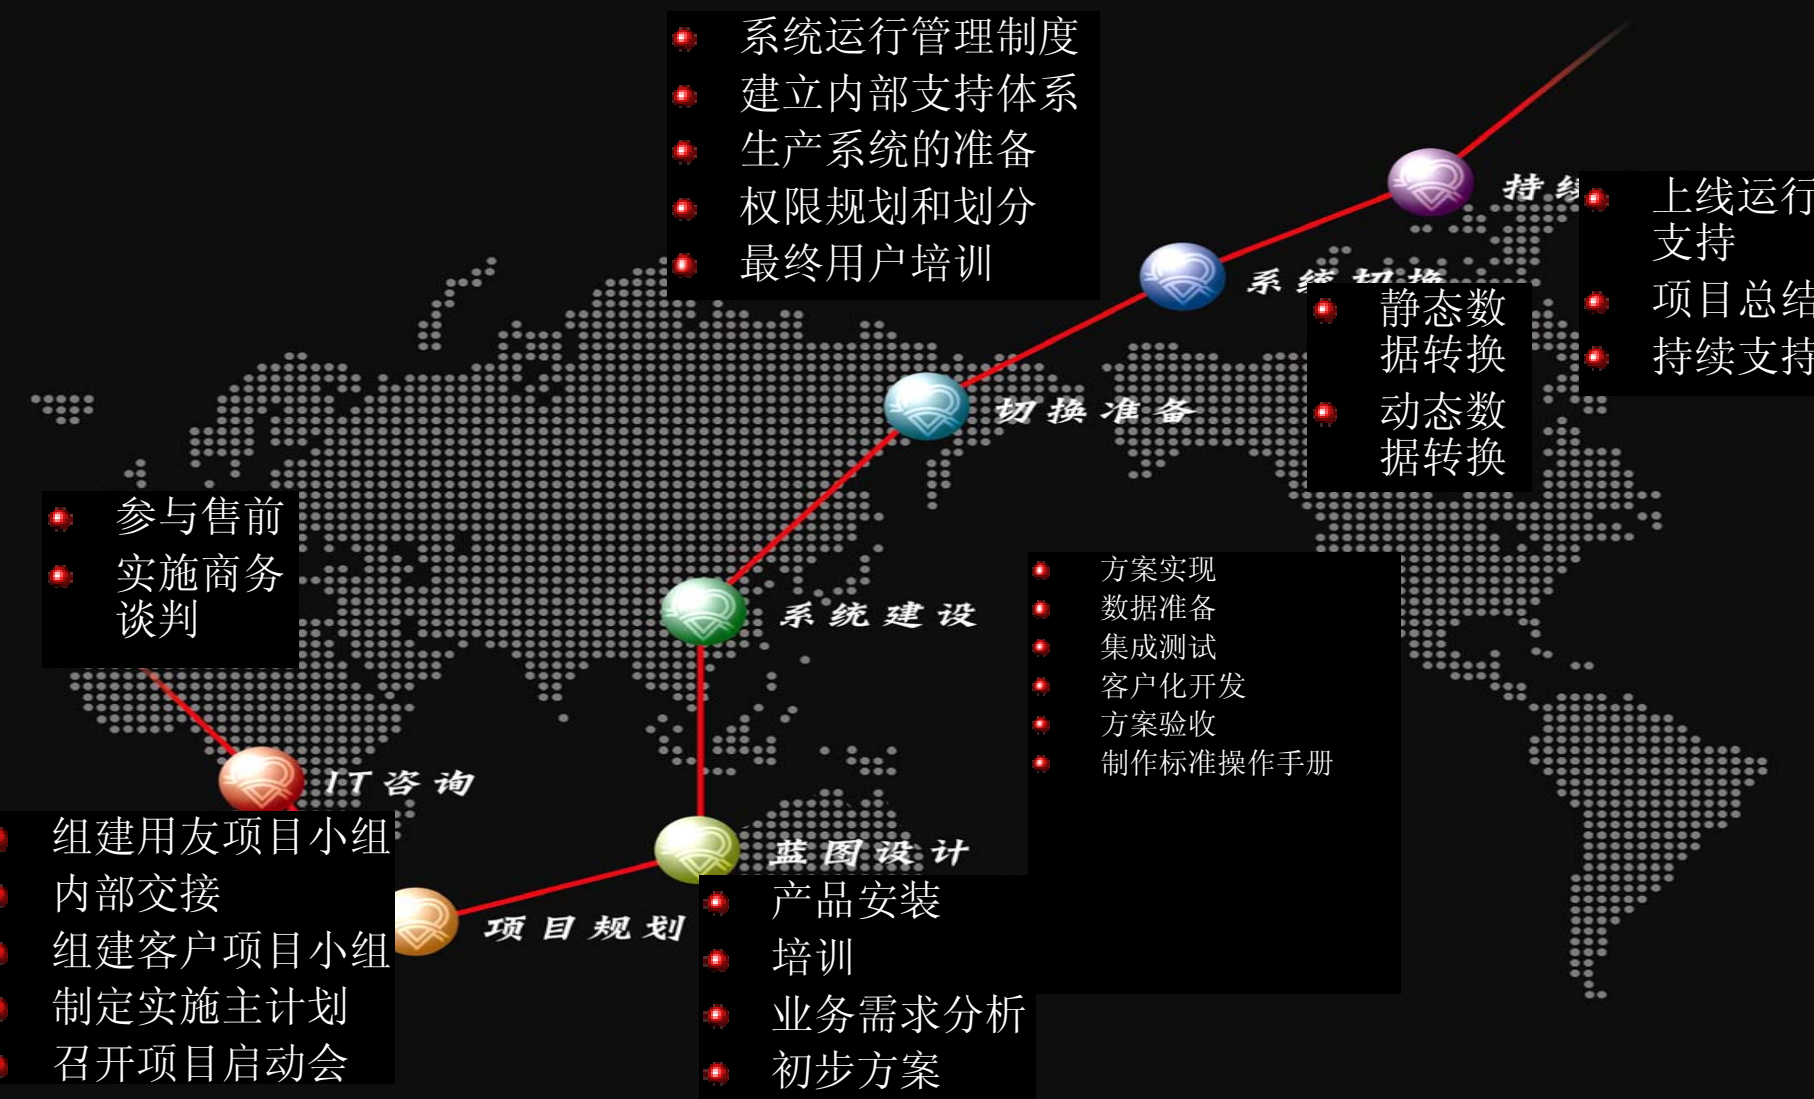 系统运行管理制度
建立内部支持体系
生产系统的准备
权限规划和划分
最终用户培训
持
上线运行
支持
项目总结
持续支持
系统切换
静态数
据转换
动态数
据转换
切换准备
参与售前
实施商务
谈判
系统建设
方案实现
数据准备
集成测试
客户化开发
方案验收
制作标准操作手册
IT咨询
组建用友项目小组
内部交接
组建客户项目小组
制定实施主计划
召开项目启动会
项目规划
蓝图设计
产品安装
培训
业务需求分析
初步方案